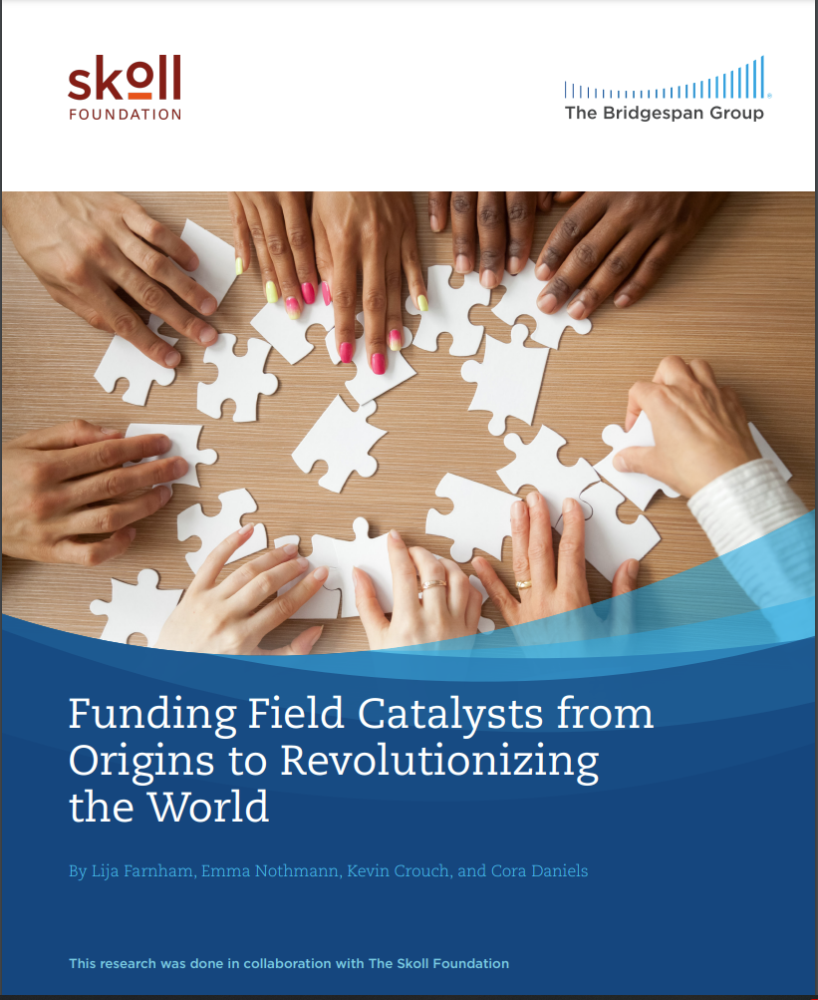 skoll
FOUNDATION
The Bridgespan Group
Funding Field Catalysts from
Origins to Revolutionizing
the World
By Lija Farnham, Emma Nothmann, Kevin Crouch, and Cora Daniels
This research was done in collaboration with The Skoll Foundation